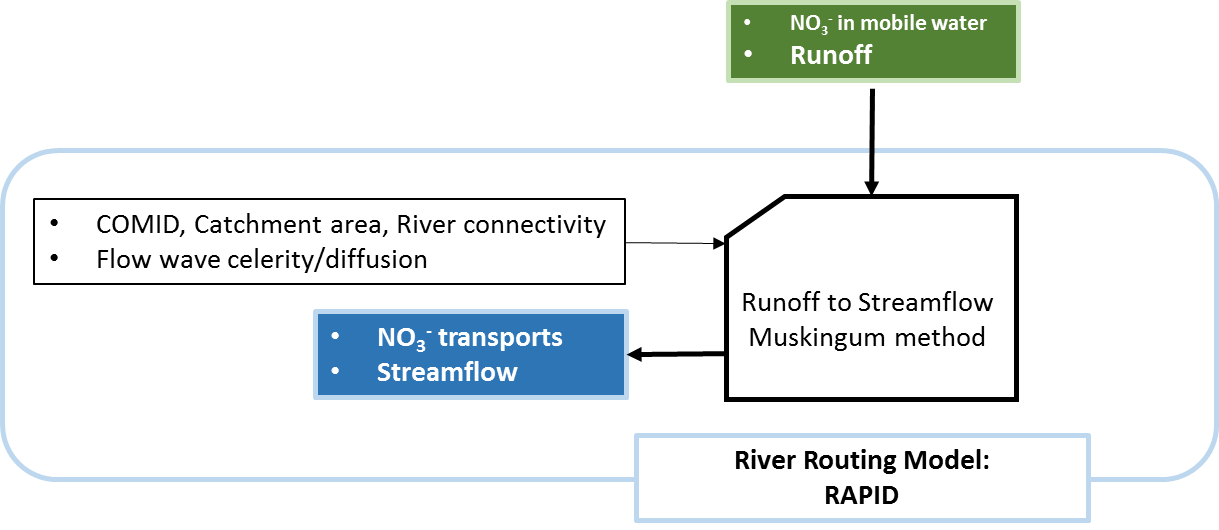 • NO₃⁻ in mobile water
• Runoff
• COMID, Catchment area, River connectivity
• Flow wave celerity/diffusion
Runoff to Streamflow
Muskingum method
• NO₃⁻ transports
• Streamflow
River Routing Model:
RAPID